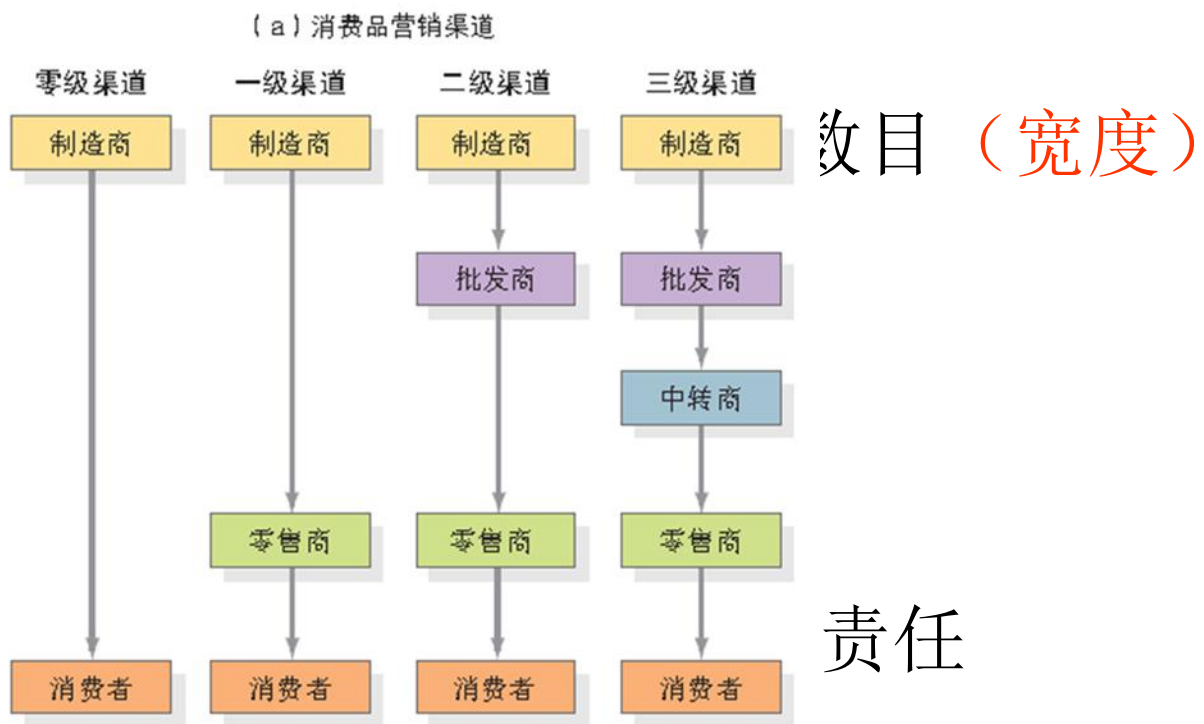 (a)消费品营销渠道
零级渠道 一级渠道 二级渠道 三级渠道
制造商 制造商 制造商 制造商
数目（宽度）
批发商 批发商
中转商
零售商 零售商 零售商
责任
消费者 消费者 消费者 消费者